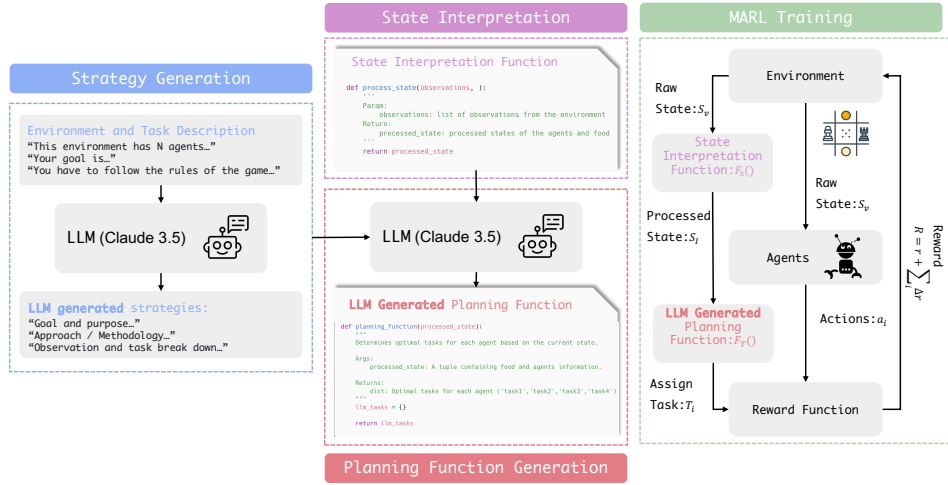 Strategy Generation
Environment and Task Description
“This environment has N agents…”
“Your goal is…”
“You have to follow the rules of the game…”
LLM (Claude 3.5)
LLM generated strategies:
“Goal and purpose…”
“Approach / Methodology…”
“Observation and task break down…”
State Interpretation
State Interpretation Function
def process_state(observations, ):
'''
Param:
observations: list of observations from the environment
Return:
processed_state: processed states of the agents and food
'''
return processed_state
LLM (Claude 3.5)
LLM Generated Planning Function
def planning_function(processed_state):
"""
Determines optimal tasks for each agent based on the current state.
Args:
processed_state: A tuple containing food and agents information.
Returns:
dict: Optimal tasks for each agent ('task1','task2','task3','task4')
"""
llm_tasks = {}
return llm_tasks
Planning Function Generation
MARL Training
Environment
Raw
State:Sᵥ
State
Interpretation
Function:Fₛ()
Processed
State:S_I
LLM Generated
Planning
Function:F_T()
Assign
Task:Tᵢ
Raw
State:Sᵥ
Agents
Actions:aᵢ
Reward Function
Reward
R = r + ∑ᵢ Δr